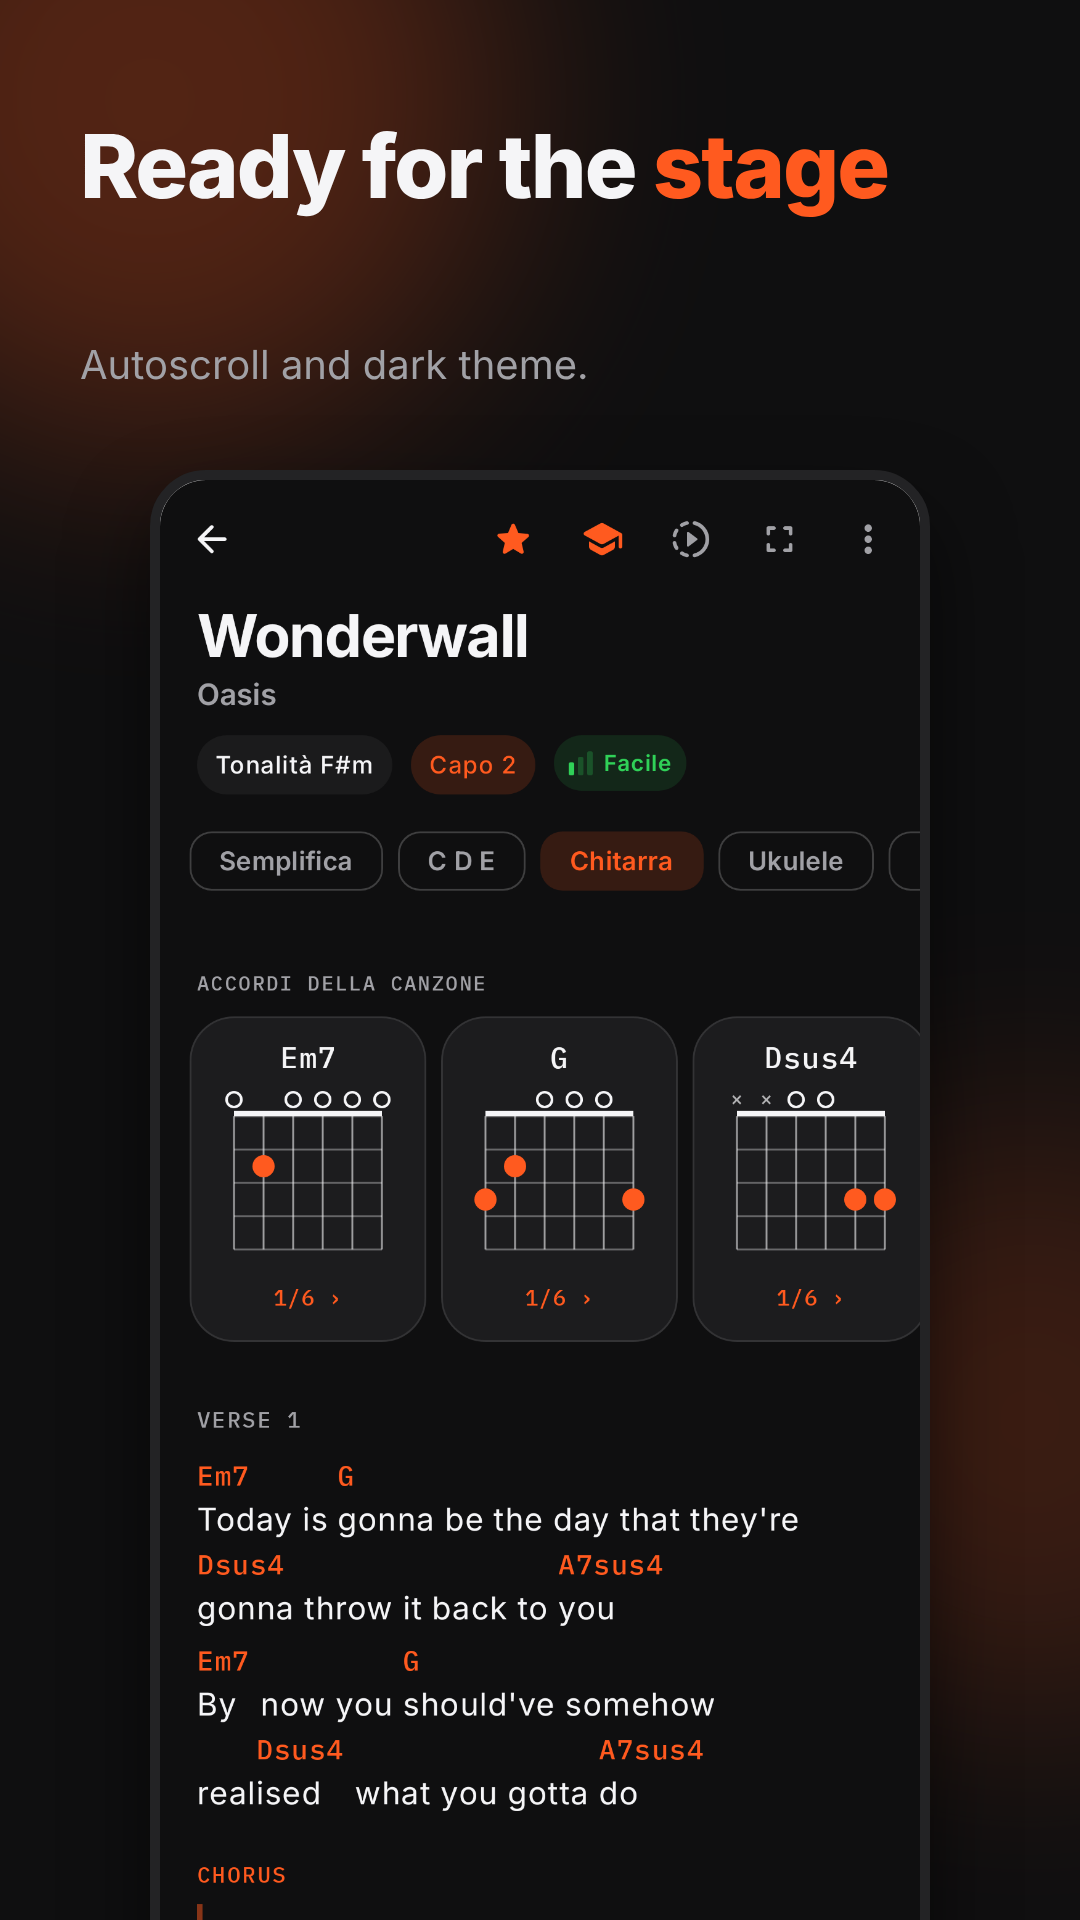 Ready for the stage
Autoscroll and dark theme.
Wonderwall
Oasis
Tonalità F#m
Capo 2
Facile
Semplifica
C D E
Chitarra
Ukulele
ACCORDI DELLA CANZONE
Em7
G
Dsus4
× ×
1/6 ›
1/6 ›
1/6 ›
VERSE 1
Em7 G
Today is gonna be the day that they're
Dsus4 A7sus4
gonna throw it back to you
Em7 G
By now you should've somehow
Dsus4 A7sus4
realised what you gotta do
CHORUS